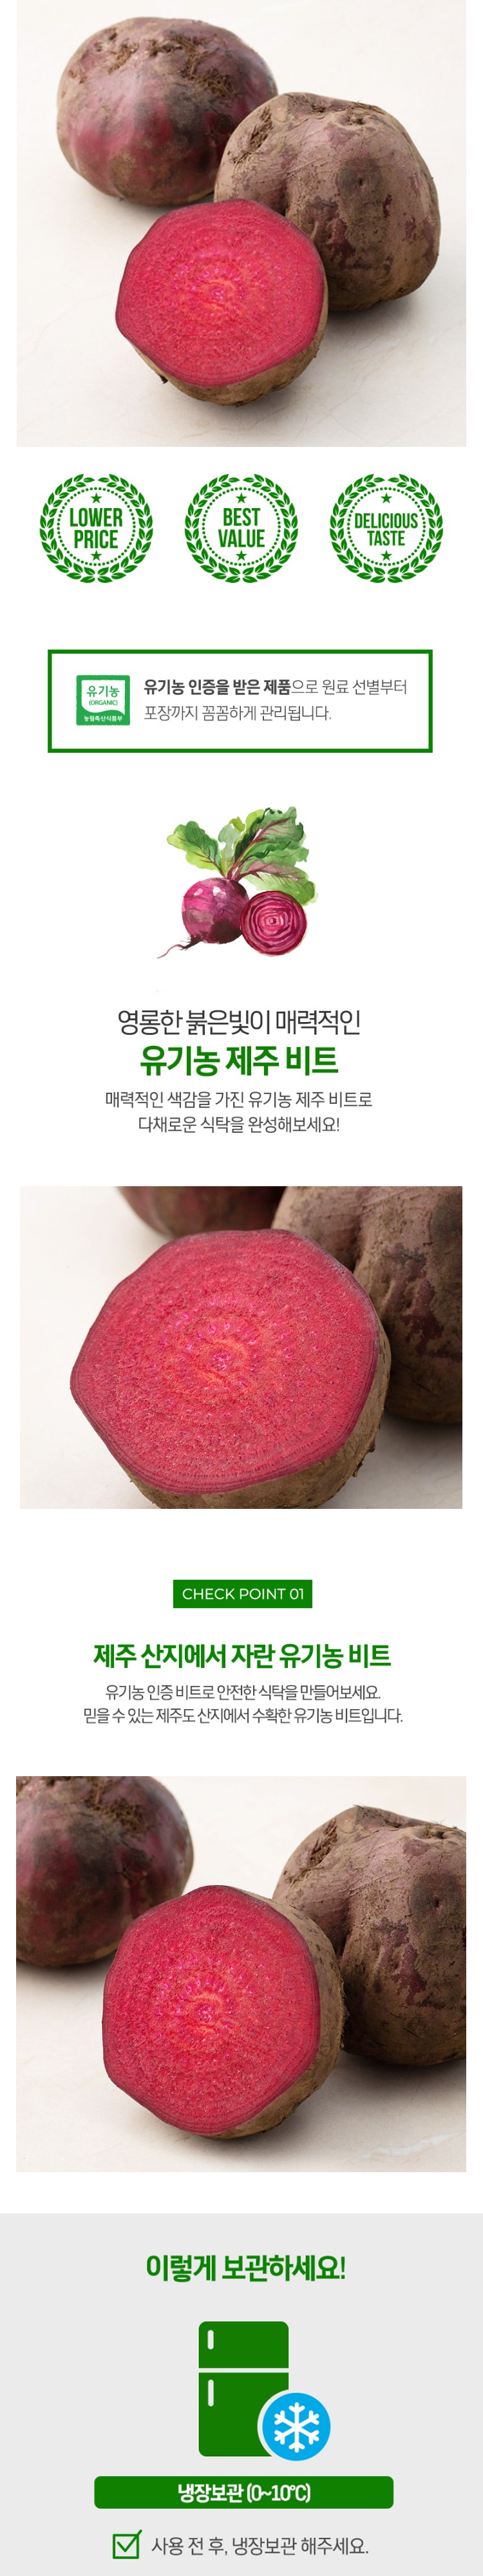 LOWER
PRICE
BEST
VALUE
DELICIOUS
TASTE
유기농
(ORGANIC)
농림축산식품부
유기농 인증을 받은 제품으로 원료 선별부터
포장까지 꼼꼼하게 관리됩니다.
영롱한 붉은빛이 매력적인
유기농 제주 비트
매력적인 색감을 가진 유기농 제주 비트로
다채로운 식탁을 완성해보세요!
CHECK POINT 01
제주 산지에서 자란 유기농 비트
유기농 인증 비트로 안전한 식탁을 만들어보세요.
믿을 수 있는 제주도 산지에서 수확한 유기농 비트입니다.
이렇게 보관하세요!
냉장보관 (0~10℃)
사용 전 후, 냉장보관 해주세요.